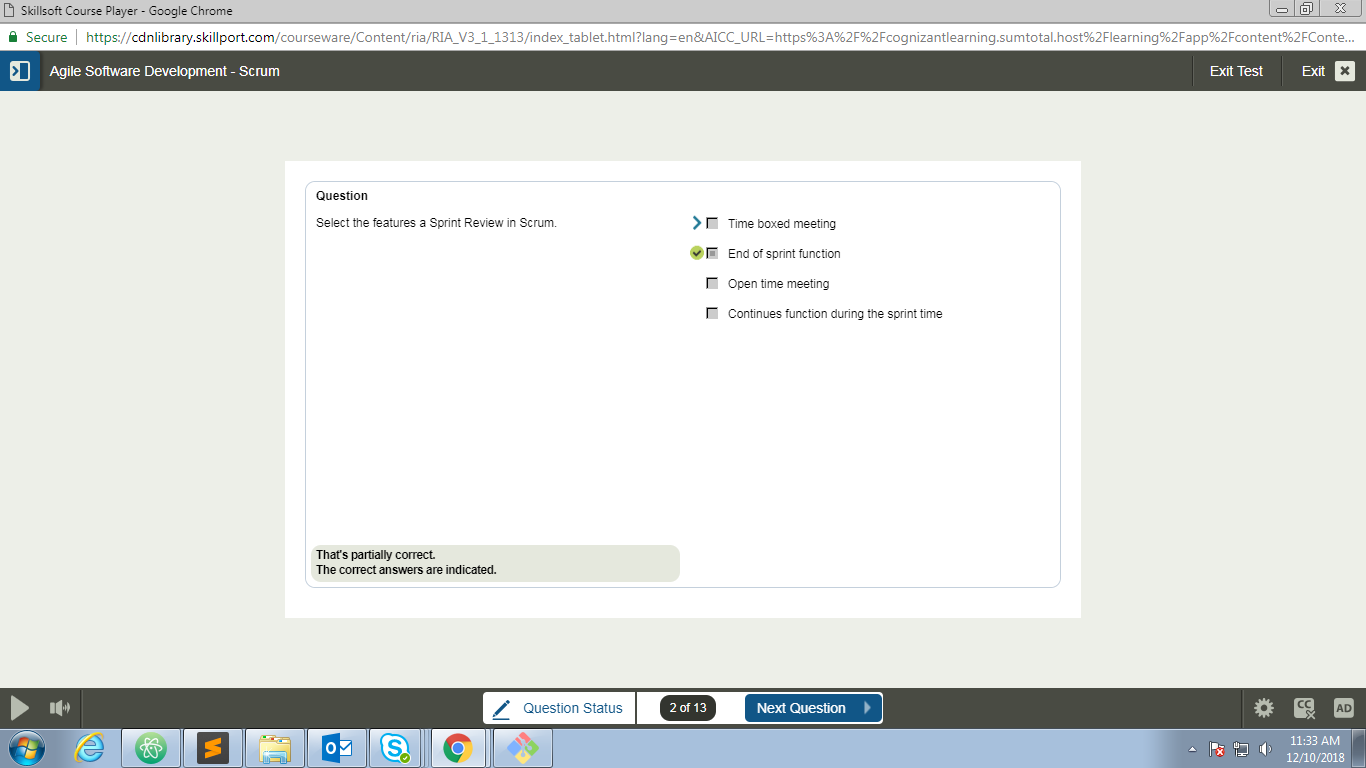 Skillsoft Course Player - Google Chrome
Secure
https://cdnlibrary.skillport.com/courseware/Content/ria/RIA_V3_1_1313/index_tablet.html?lang=en&AICC_URL=https%3A%2F%2Fcognizantlearning.sumtotal.host%2Flearning%2Fapp%2Fcontent%2FConte...
Agile Software Development - Scrum
Exit Test
Exit
Question
Select the features a Sprint Review in Scrum.
Time boxed meeting
End of sprint function
Open time meeting
Continues function during the sprint time
That's partially correct.
The correct answers are indicated.
Question Status
2 of 13
Next Question
CC
AD
11:33 AM
12/10/2018